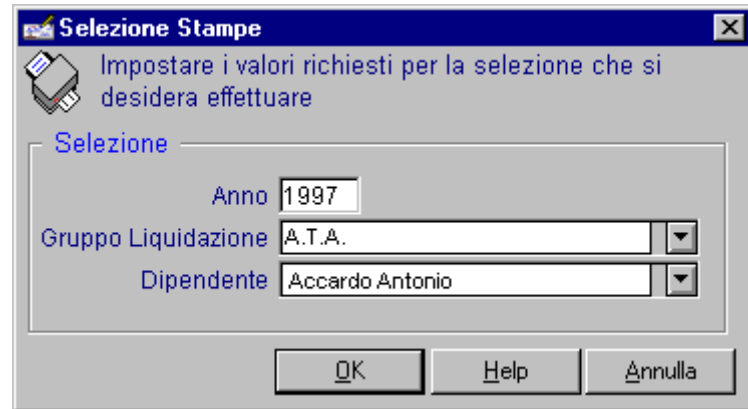 Selezione Stampe
Impostare i valori richiesti per la selezione che si
desidera effettuare
Selezione
Anno 1997
Gruppo Liquidazione A.T.A.
Dipendente Accardo Antonio
OK Help Annulla